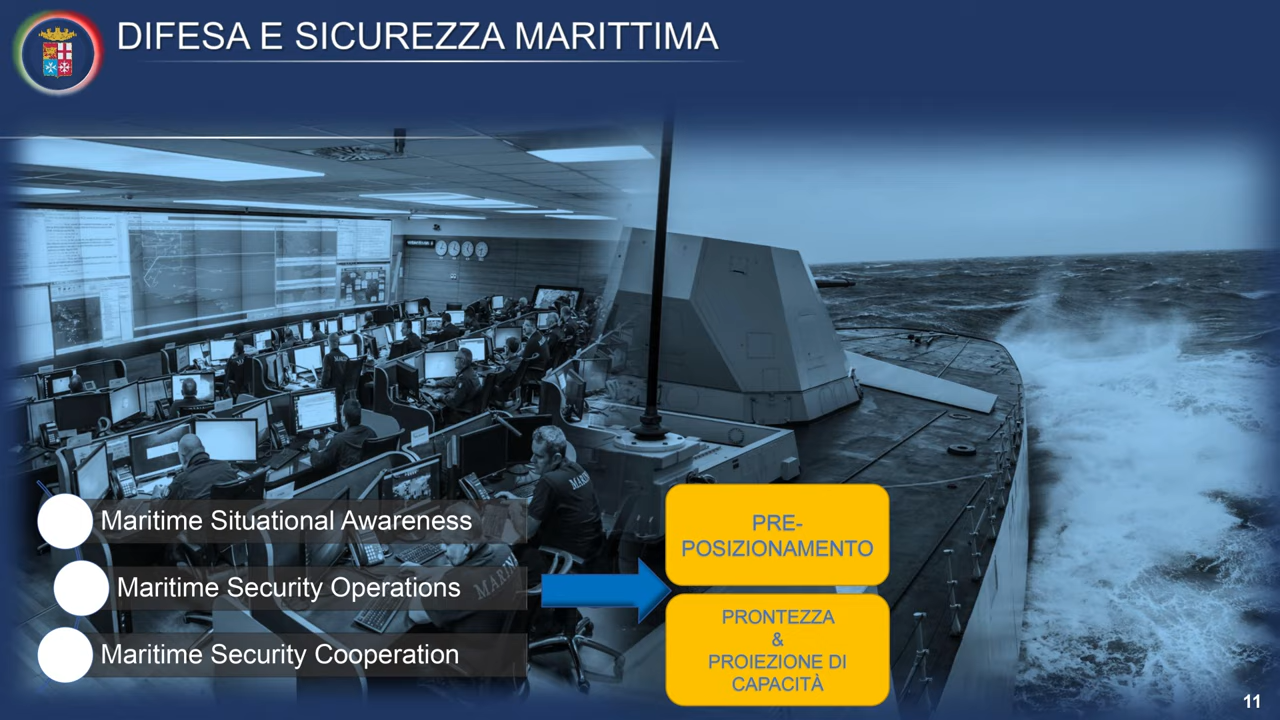 DIFESA E SICUREZZA MARITTIMA
Maritime Situational Awareness
Maritime Security Operations
Maritime Security Cooperation
PRE-
POSIZIONAMENTO
PRONTEZZA
&
PROIEZIONE DI
CAPACITÀ
11